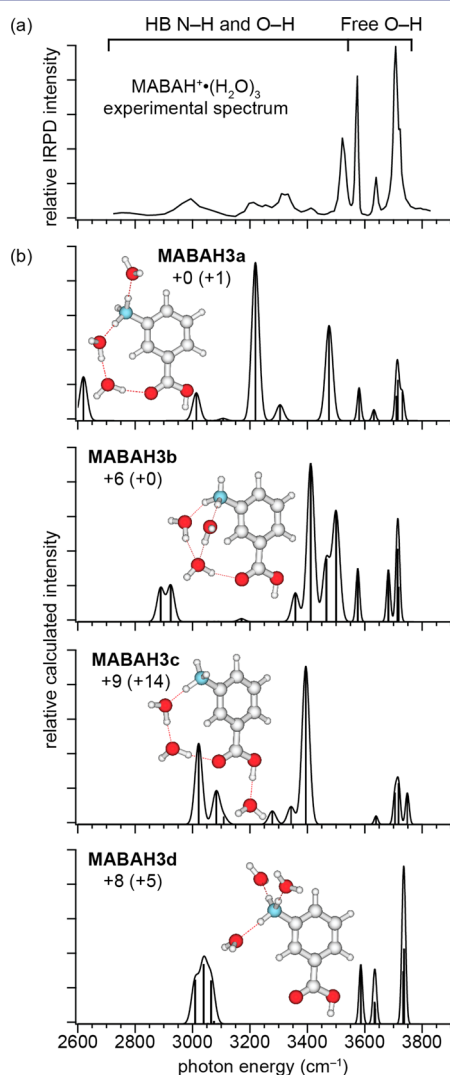 (a)
HB N–H and O–H
Free O–H
MABAH⁺•(H₂O)₃
experimental spectrum
relative IRPD intensity
(b)
MABAH3a
+0 (+1)
MABAH3b
+6 (+0)
MABAH3c
+9 (+14)
MABAH3d
+8 (+5)
relative calculated intensity
2600 2800 3000 3200 3400 3600 3800
photon energy (cm⁻¹)